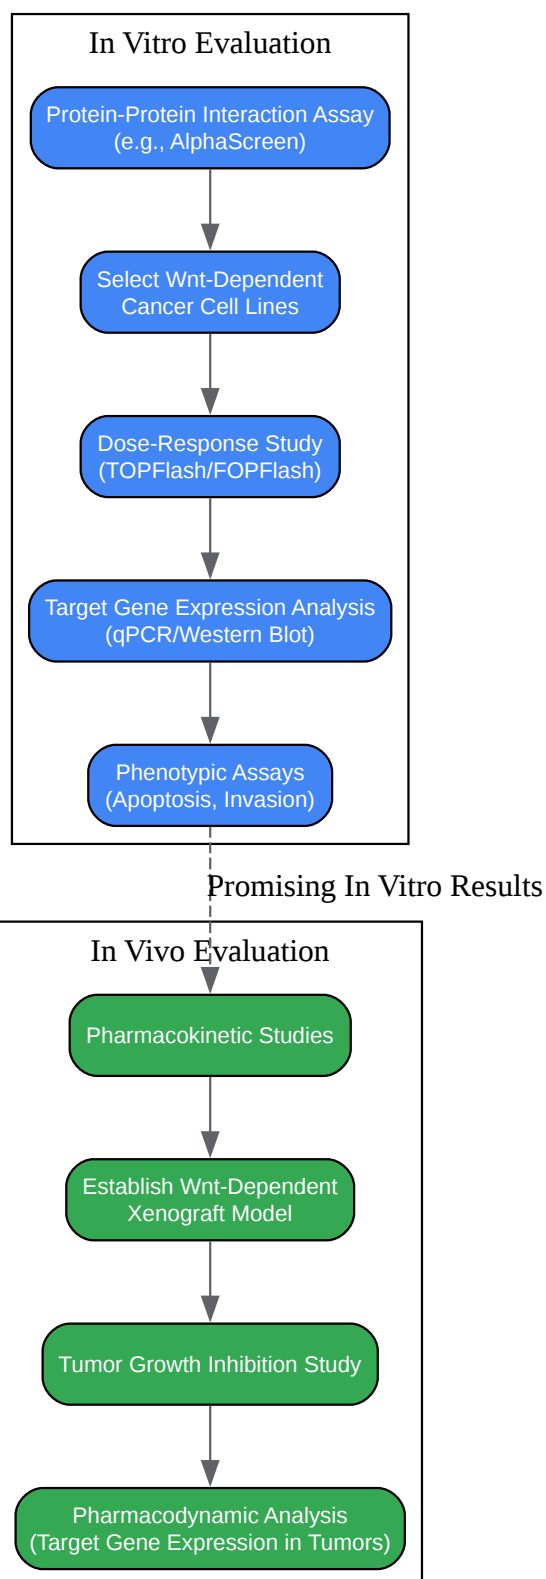 In Vitro Evaluation
Protein-Protein Interaction Assay
(e.g., AlphaScreen)
Select Wnt-Dependent
Cancer Cell Lines
Dose-Response Study
(TOPFlash/FOPFlash)
Target Gene Expression Analysis
(qPCR/Western Blot)
Phenotypic Assays
(Apoptosis, Invasion)
Promising In Vitro Results
In Vivo Evaluation
Pharmacokinetic Studies
Establish Wnt-Dependent
Xenograft Model
Tumor Growth Inhibition Study
Pharmacodynamic Analysis
(Target Gene Expression in Tumors)